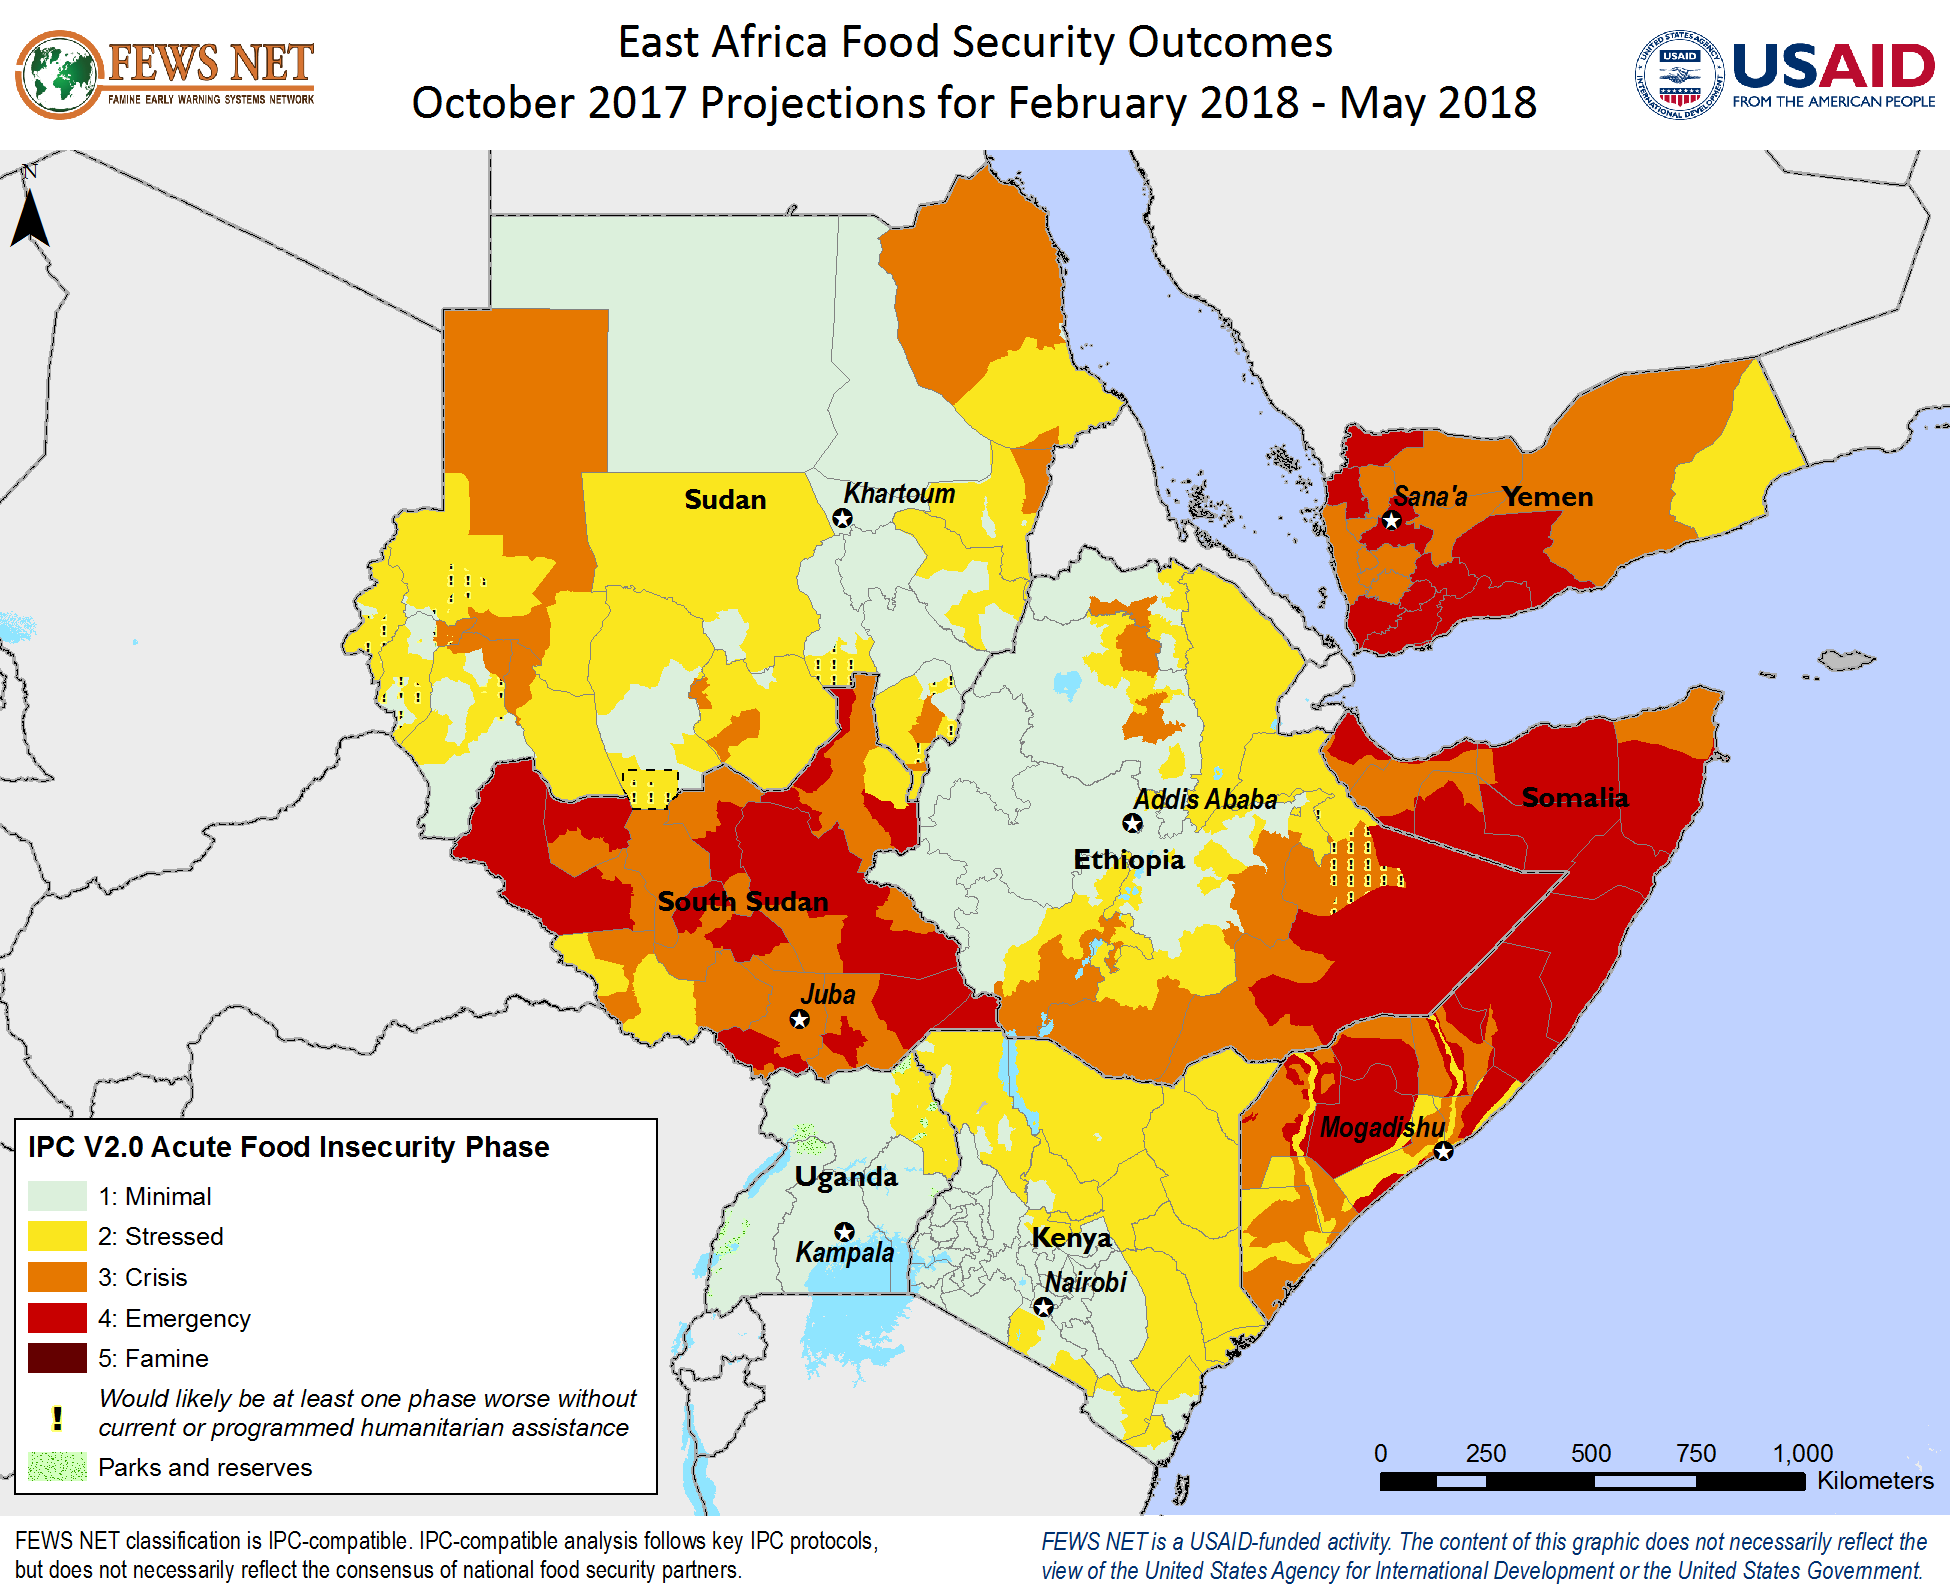 FEWS NET
FAMINE EARLY WARNING SYSTEMS NETWORK
East Africa Food Security Outcomes
October 2017 Projections for February 2018 - May 2018
UNITED STATES AGENCY
USAID
INTERNATIONAL DEVELOPMENT
USAID
FROM THE AMERICAN PEOPLE
N
Sudan
Khartoum
Sana'a
Yemen
Addis Ababa
Somalia
Ethiopia
South Sudan
Juba
Mogadishu
Uganda
Kampala
Kenya
Nairobi
IPC V2.0 Acute Food Insecurity Phase
1: Minimal
2: Stressed
3: Crisis
4: Emergency
5: Famine
! Would likely be at least one phase worse without
current or programmed humanitarian assistance
Parks and reserves
0 250 500 750 1,000
Kilometers
FEWS NET classification is IPC-compatible. IPC-compatible analysis follows key IPC protocols,
but does not necessarily reflect the consensus of national food security partners.
FEWS NET is a USAID-funded activity. The content of this graphic does not necessarily reflect the
view of the United States Agency for International Development or the United States Government.